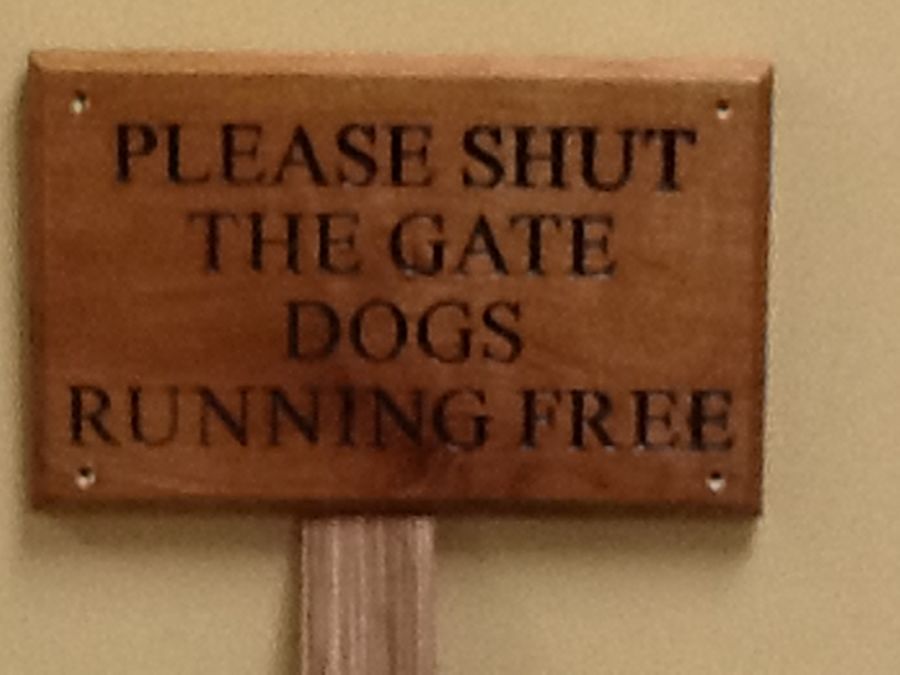 PLEASE SHUT
THE GATE
DOGS
RUNNING FREE